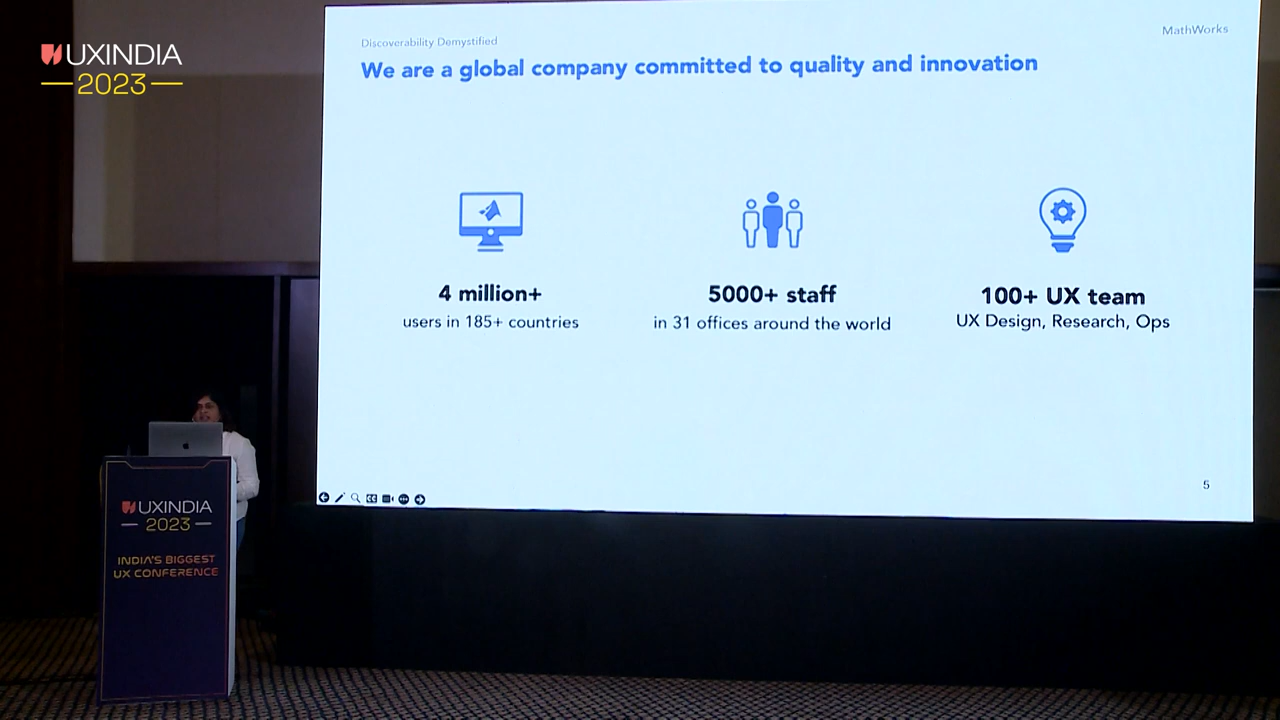 UXINDIA
2023
Discoverability Demystified
MathWorks
We are a global company committed to quality and innovation
4 million+
users in 185+ countries
5000+ staff
in 31 offices around the world
100+ UX team
UX Design, Research, Ops
5
UXINDIA
2023
INDIA'S BIGGEST
UX CONFERENCE